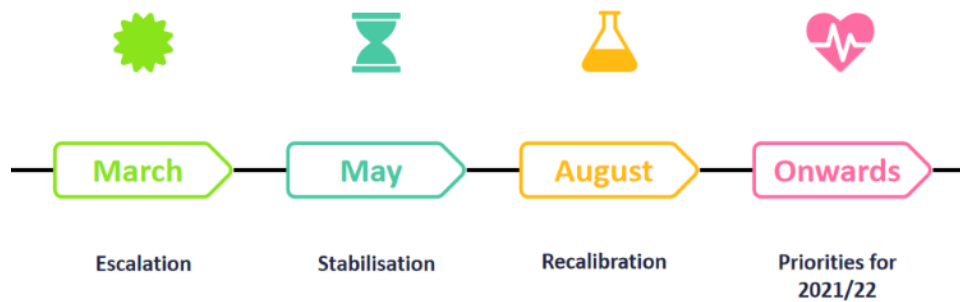 March
May
August
Onwards
Escalation
Stabilisation
Recalibration
Priorities for
2021/22